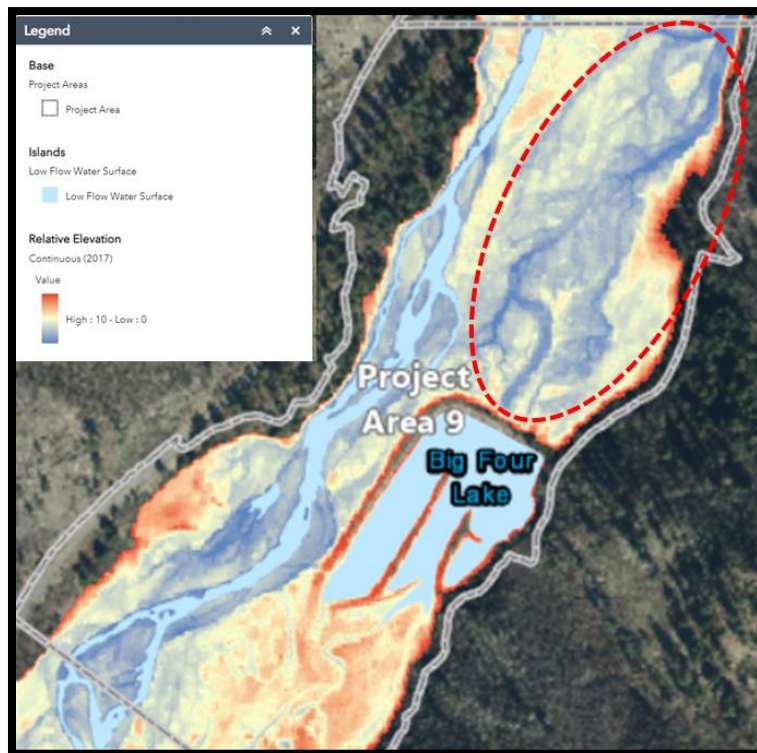 Legend
Base
Project Areas
Project Area
Islands
Low Flow Water Surface
Low Flow Water Surface
Relative Elevation
Continuous (2017)
Value
High : 10 - Low : 0
Project
Area 9
Big Four
Lake